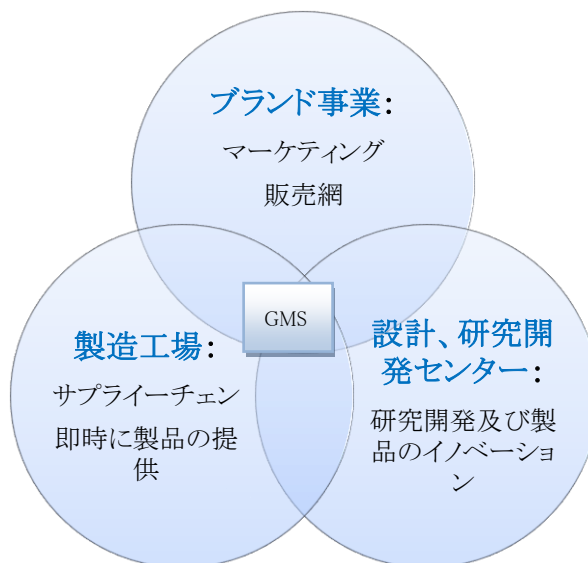 ブランド事業：
マーケティング
販売網
GMS
製造工場：
サプライーチェン
即時に製品の提
供
設計、研究開
発センター：
研究開発及び製
品のイノベーショ
ン